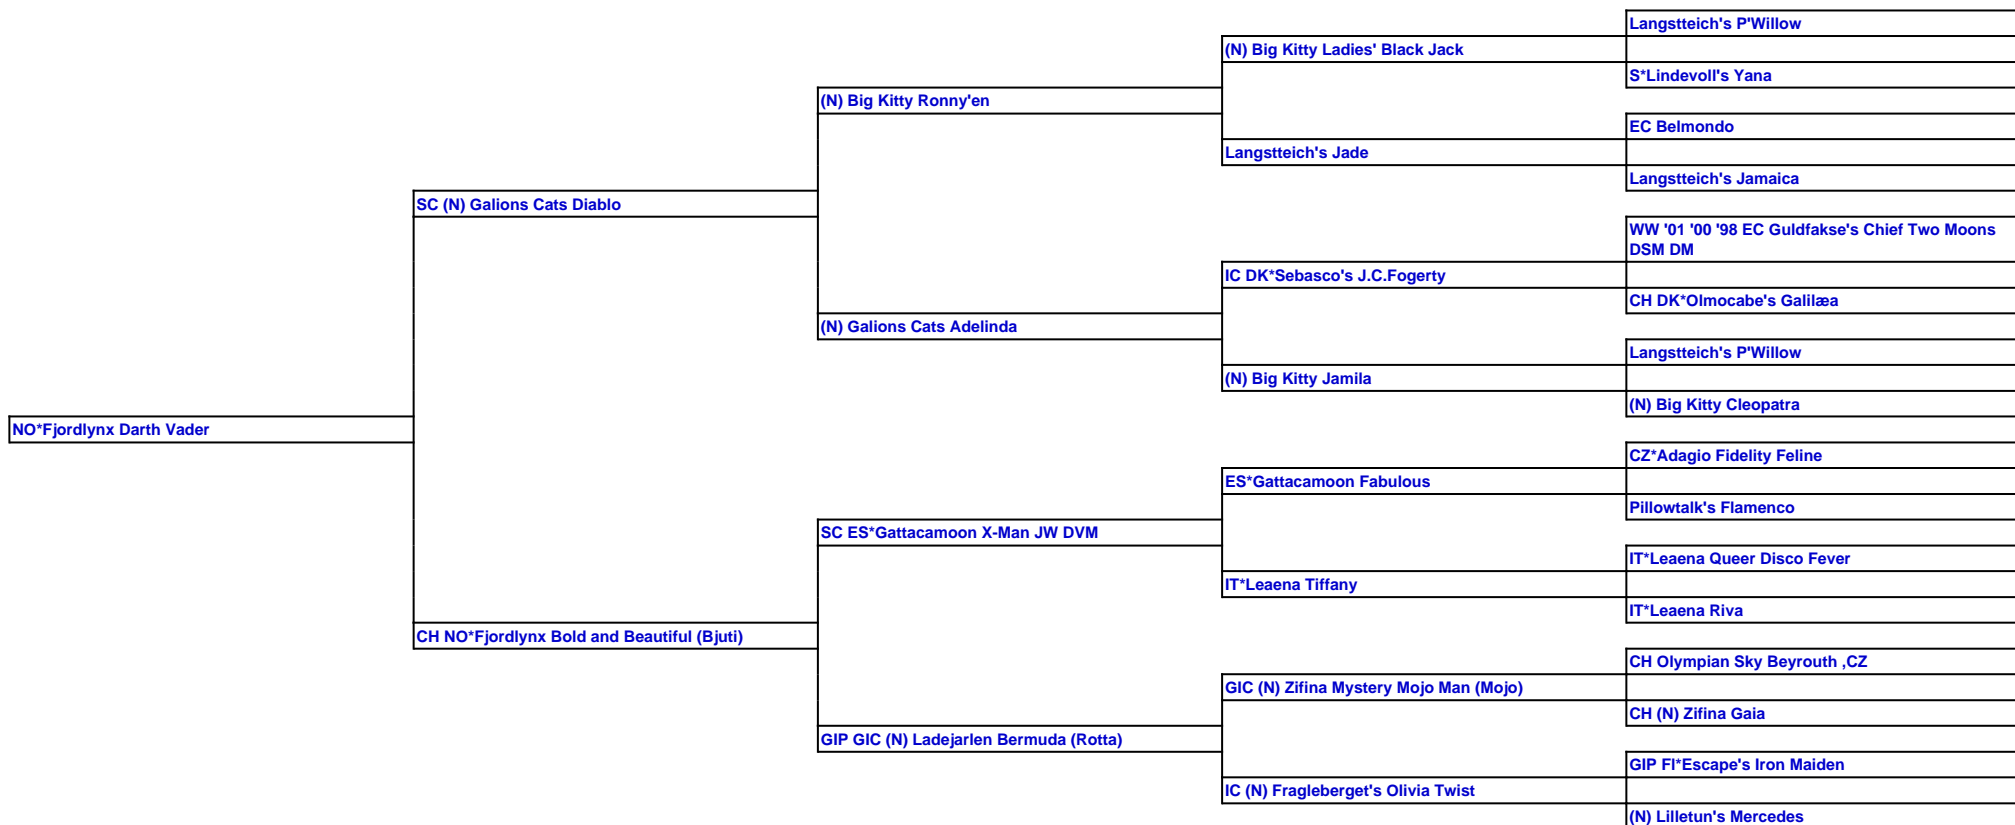 Langstteich's P'Willow
(N) Big Kitty Ladies' Black Jack
S*Lindevoll's Yana
(N) Big Kitty Ronny'en
EC Belmondo
Langstteich's Jade
Langstteich's Jamaica
SC (N) Galions Cats Diablo
WW '01 '00 '98 EC Guldfakse's Chief Two Moons
DSM DM
IC DK*Sebasco's J.C.Fogerty
CH DK*Olmocabe's Galilæa
(N) Galions Cats Adelinda
Langstteich's P'Willow
(N) Big Kitty Jamila
(N) Big Kitty Cleopatra
NO*Fjordlynx Darth Vader
CZ*Adagio Fidelity Feline
ES*Gattacamoon Fabulous
Pillowtalk's Flamenco
SC ES*Gattacamoon X-Man JW DVM
IT*Leaena Queer Disco Fever
IT*Leaena Tiffany
IT*Leaena Riva
CH NO*Fjordlynx Bold and Beautiful (Bjuti)
CH Olympian Sky Beyrouth ,CZ
GIC (N) Zifina Mystery Mojo Man (Mojo)
CH (N) Zifina Gaia
GIP GIC (N) Ladejarlen Bermuda (Rotta)
GIP FI*Escape's Iron Maiden
IC (N) Fragleberget's Olivia Twist
(N) Lilletun's Mercedes